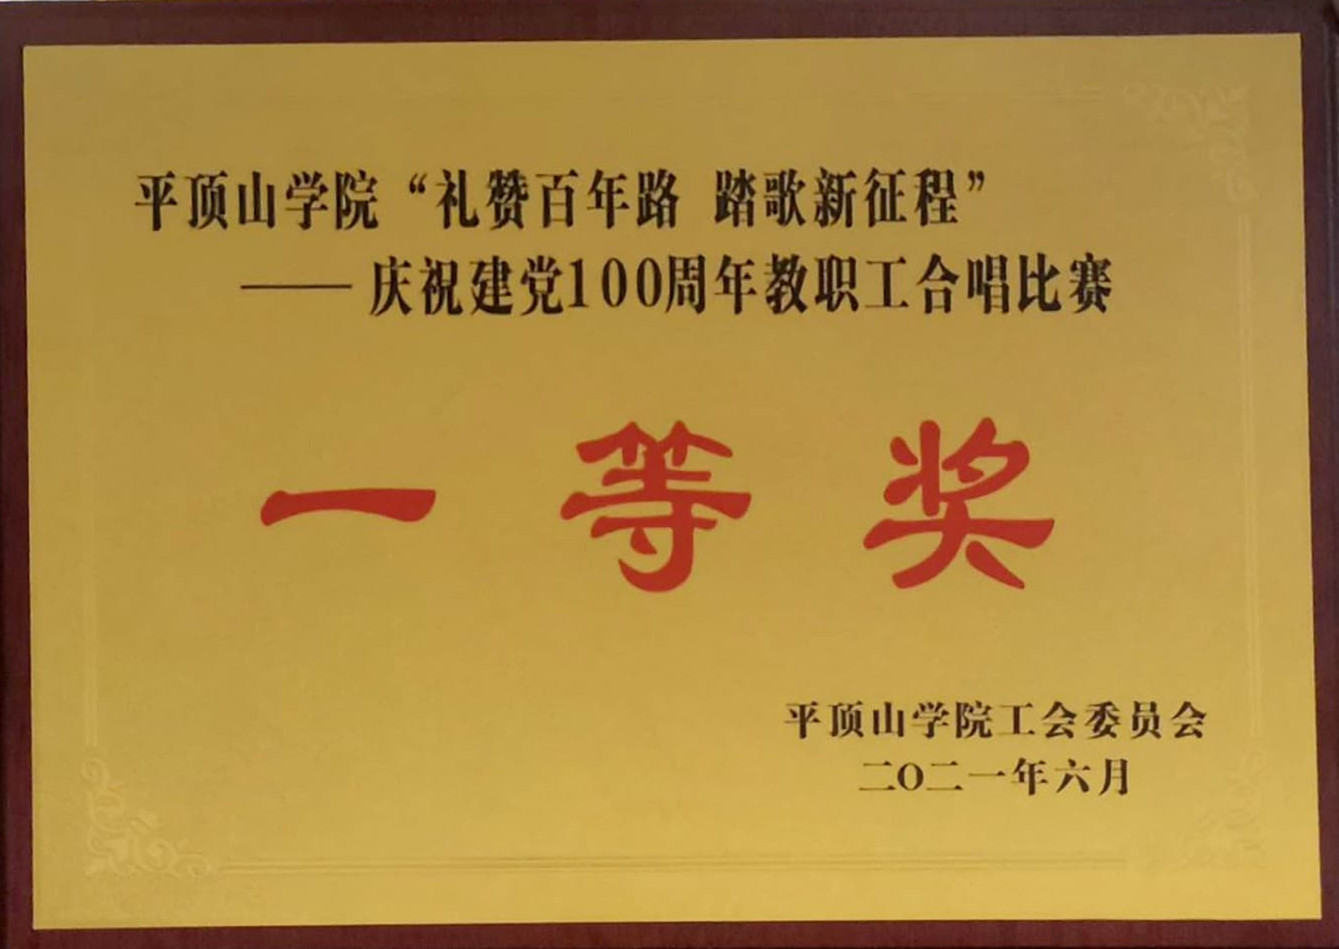 平顶山学院“礼赞百年路 踏歌新征程”
——庆祝建党100周年教职工合唱比赛
一等奖
平顶山学院工会委员会
二〇二一年六月